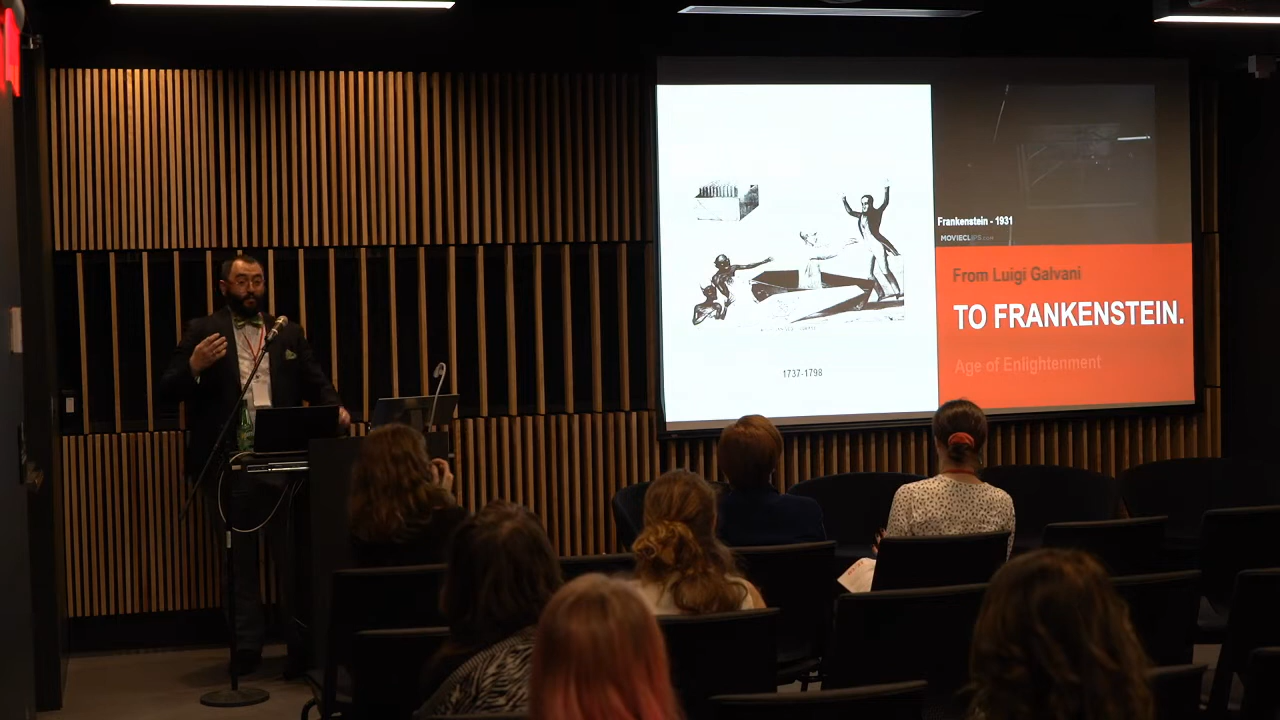 Frankenstein - 1931
MOVIECLIPS.com
From Luigi Galvani
TO FRANKENSTEIN.
Age of Enlightenment
1737-1798